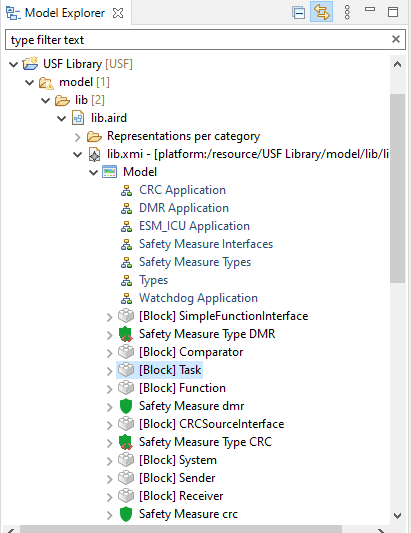 Model Explorer
type filter text
USF Library [USF]
model [1]
lib [2]
lib.aird
Representations per category
lib.xmi - [platform:/resource/USF Library/model/lib/li
Model
CRC Application
DMR Application
ESM_ICU Application
Safety Measure Interfaces
Safety Measure Types
Types
Watchdog Application
[Block] SimpleFunctionInterface
Safety Measure Type DMR
[Block] Comparator
[Block] Task
[Block] Function
Safety Measure dmr
[Block] CRCSourceInterface
Safety Measure Type CRC
[Block] System
[Block] Sender
[Block] Receiver
Safety Measure crc